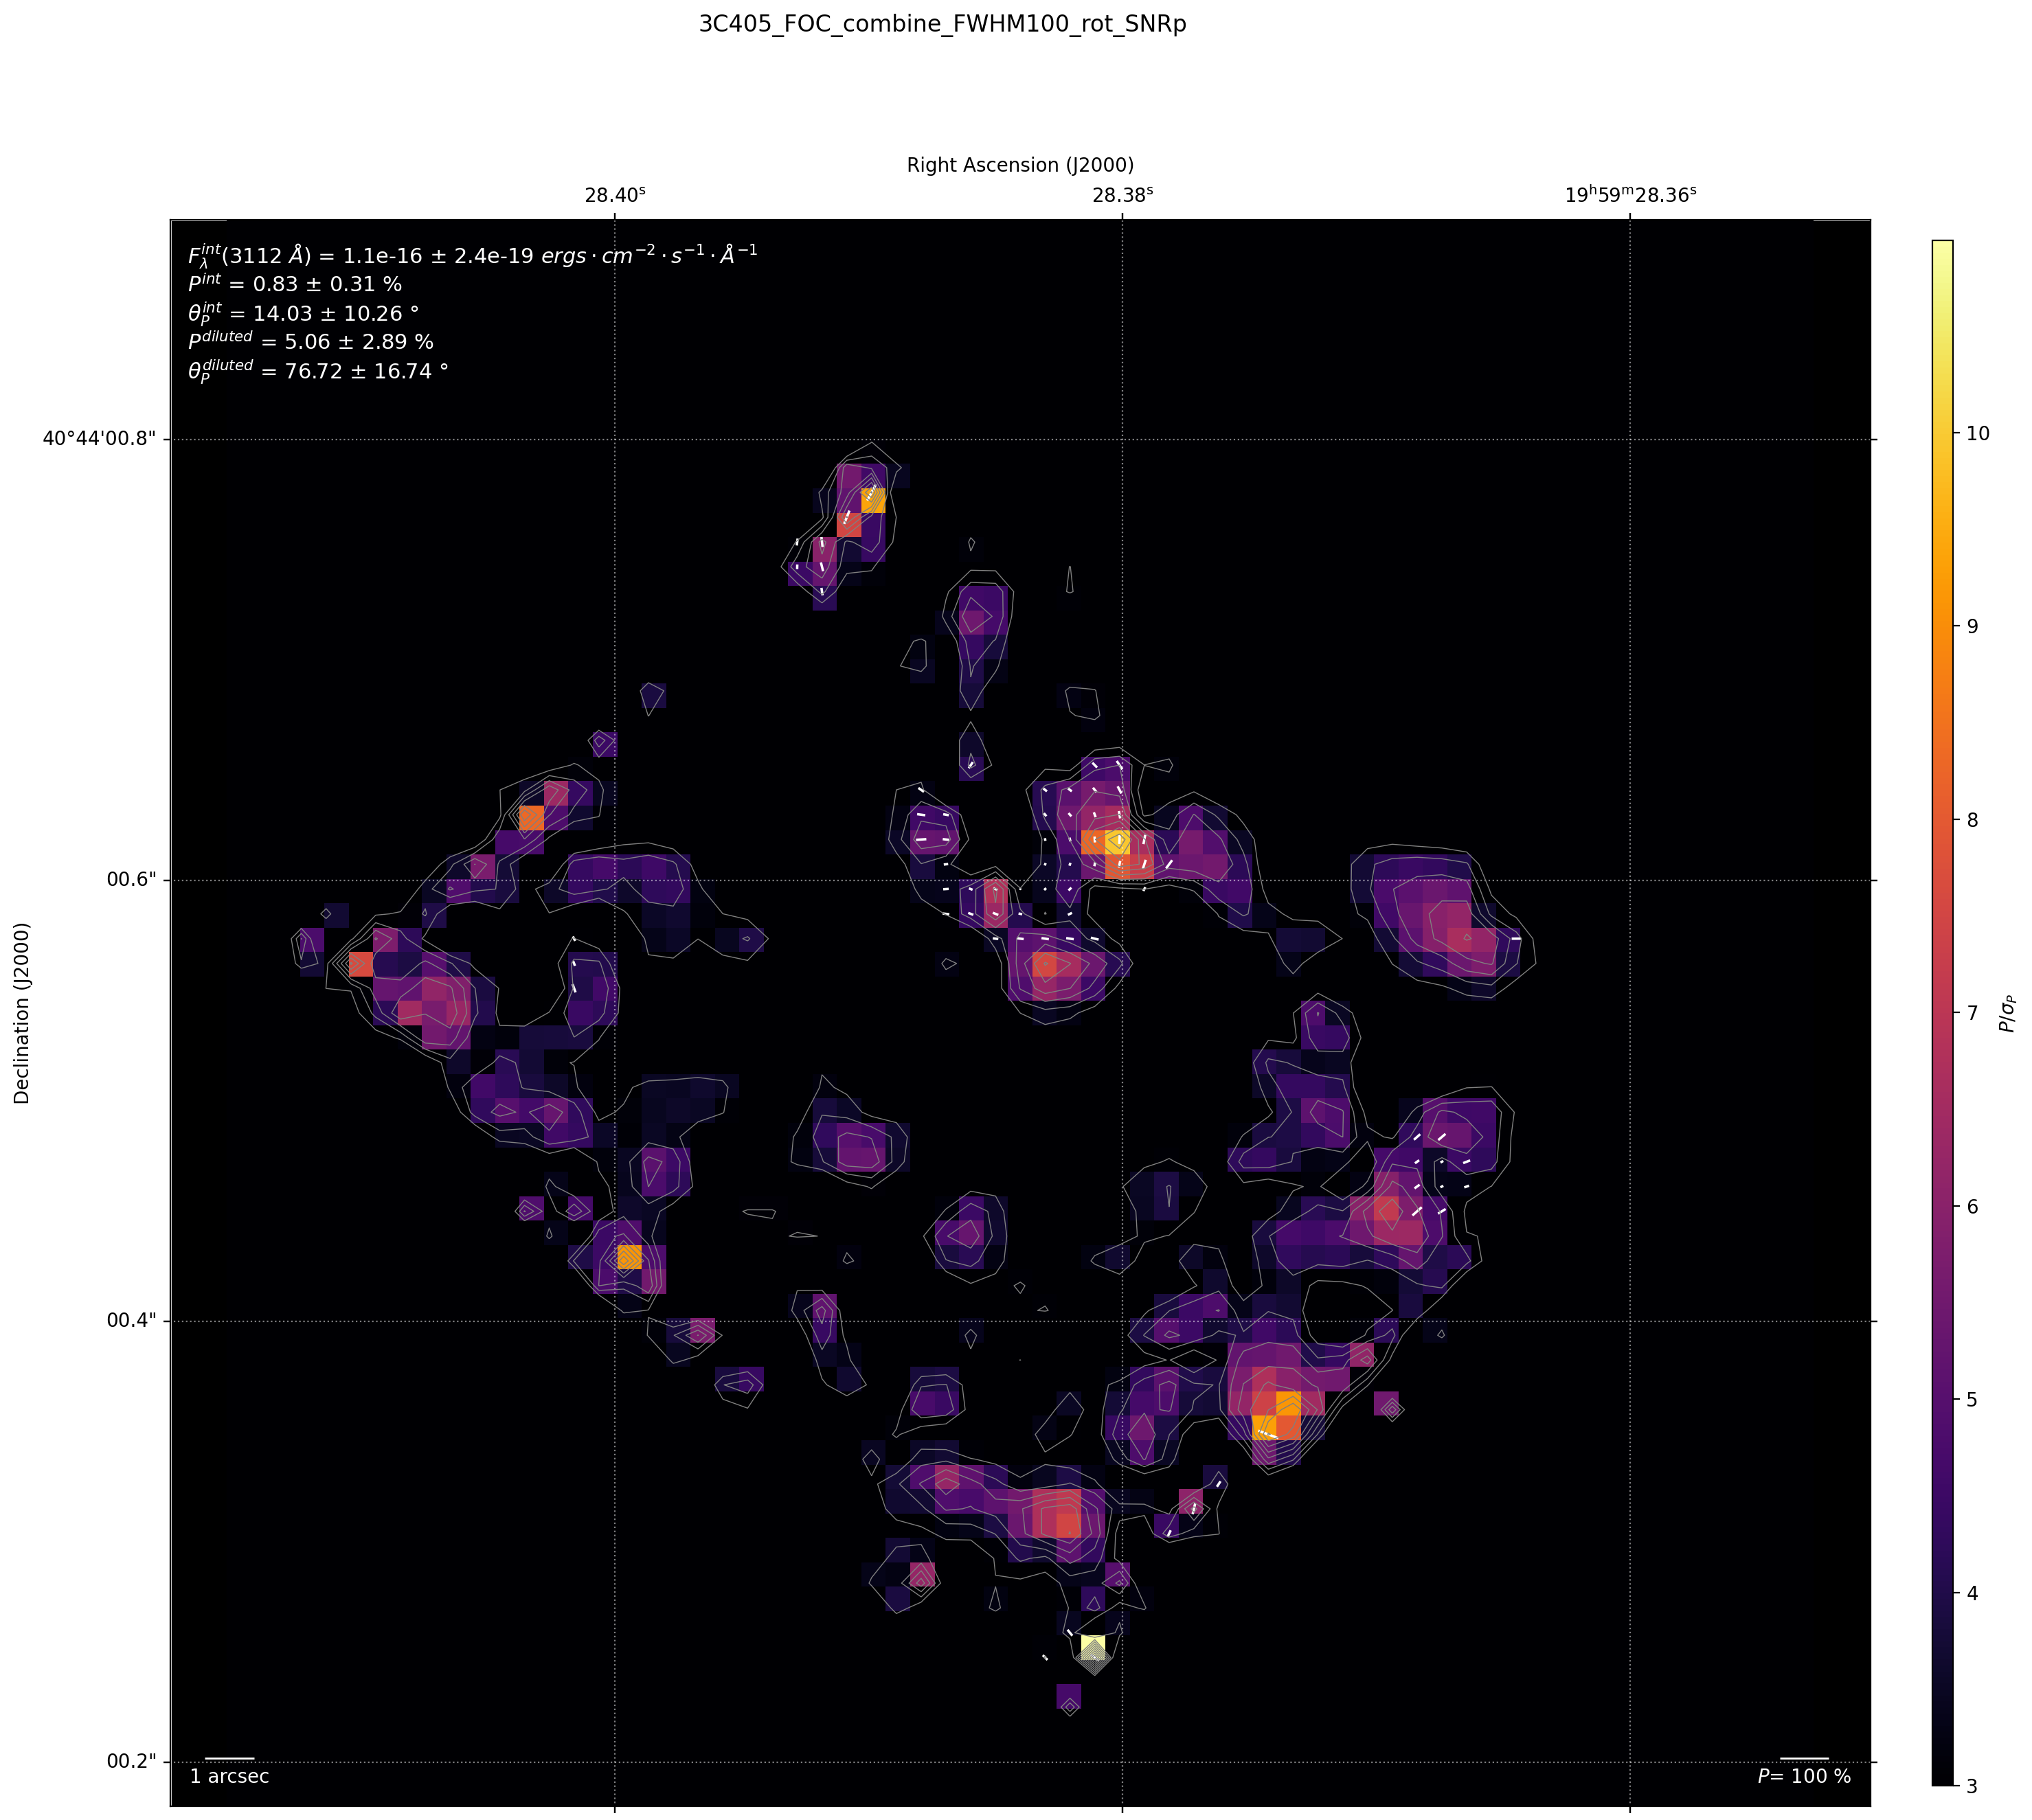 3C405_FOC_combine_FWHM100_rot_SNRp
Right Ascension (J2000)
28.40ˢ 28.38ˢ 19ʰ59ᵐ28.36ˢ
F_λ^int(3112 Å) = 1.1e-16 ± 2.4e-19 ergs · cm⁻² · s⁻¹ · Å⁻¹
P^int = 0.83 ± 0.31 %
θ_P^int = 14.03 ± 10.26 °
P^diluted = 5.06 ± 2.89 %
θ_P^diluted = 76.72 ± 16.74 °
40°44'00.8"
00.6"
00.4"
00.2"
Declination (J2000)
1 arcsec
P= 100 %
10
9
8
7
6
5
4
3
P/σ_P